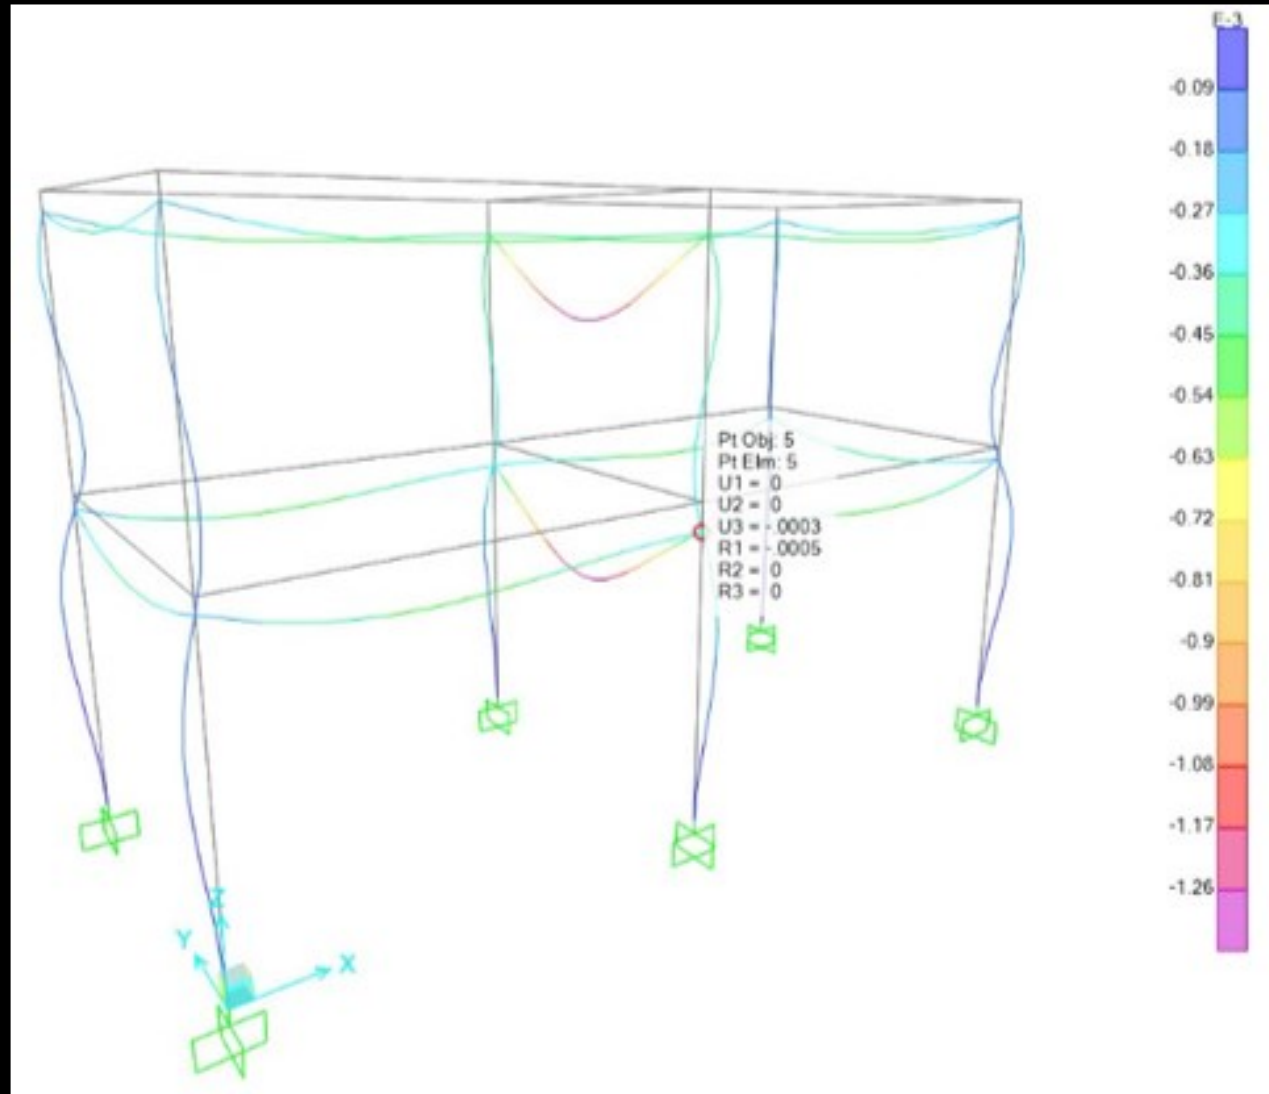 E-3
-0.09
-0.18
-0.27
-0.36
-0.45
-0.54
-0.63
-0.72
-0.81
-0.9
-0.99
-1.08
-1.17
-1.26
Pt Obj: 5
Pt Elm: 5
U1 = 0
U2 = 0
U3 = -.0003
R1 = -.0005
R2 = 0
R3 = 0
Z
Y
X